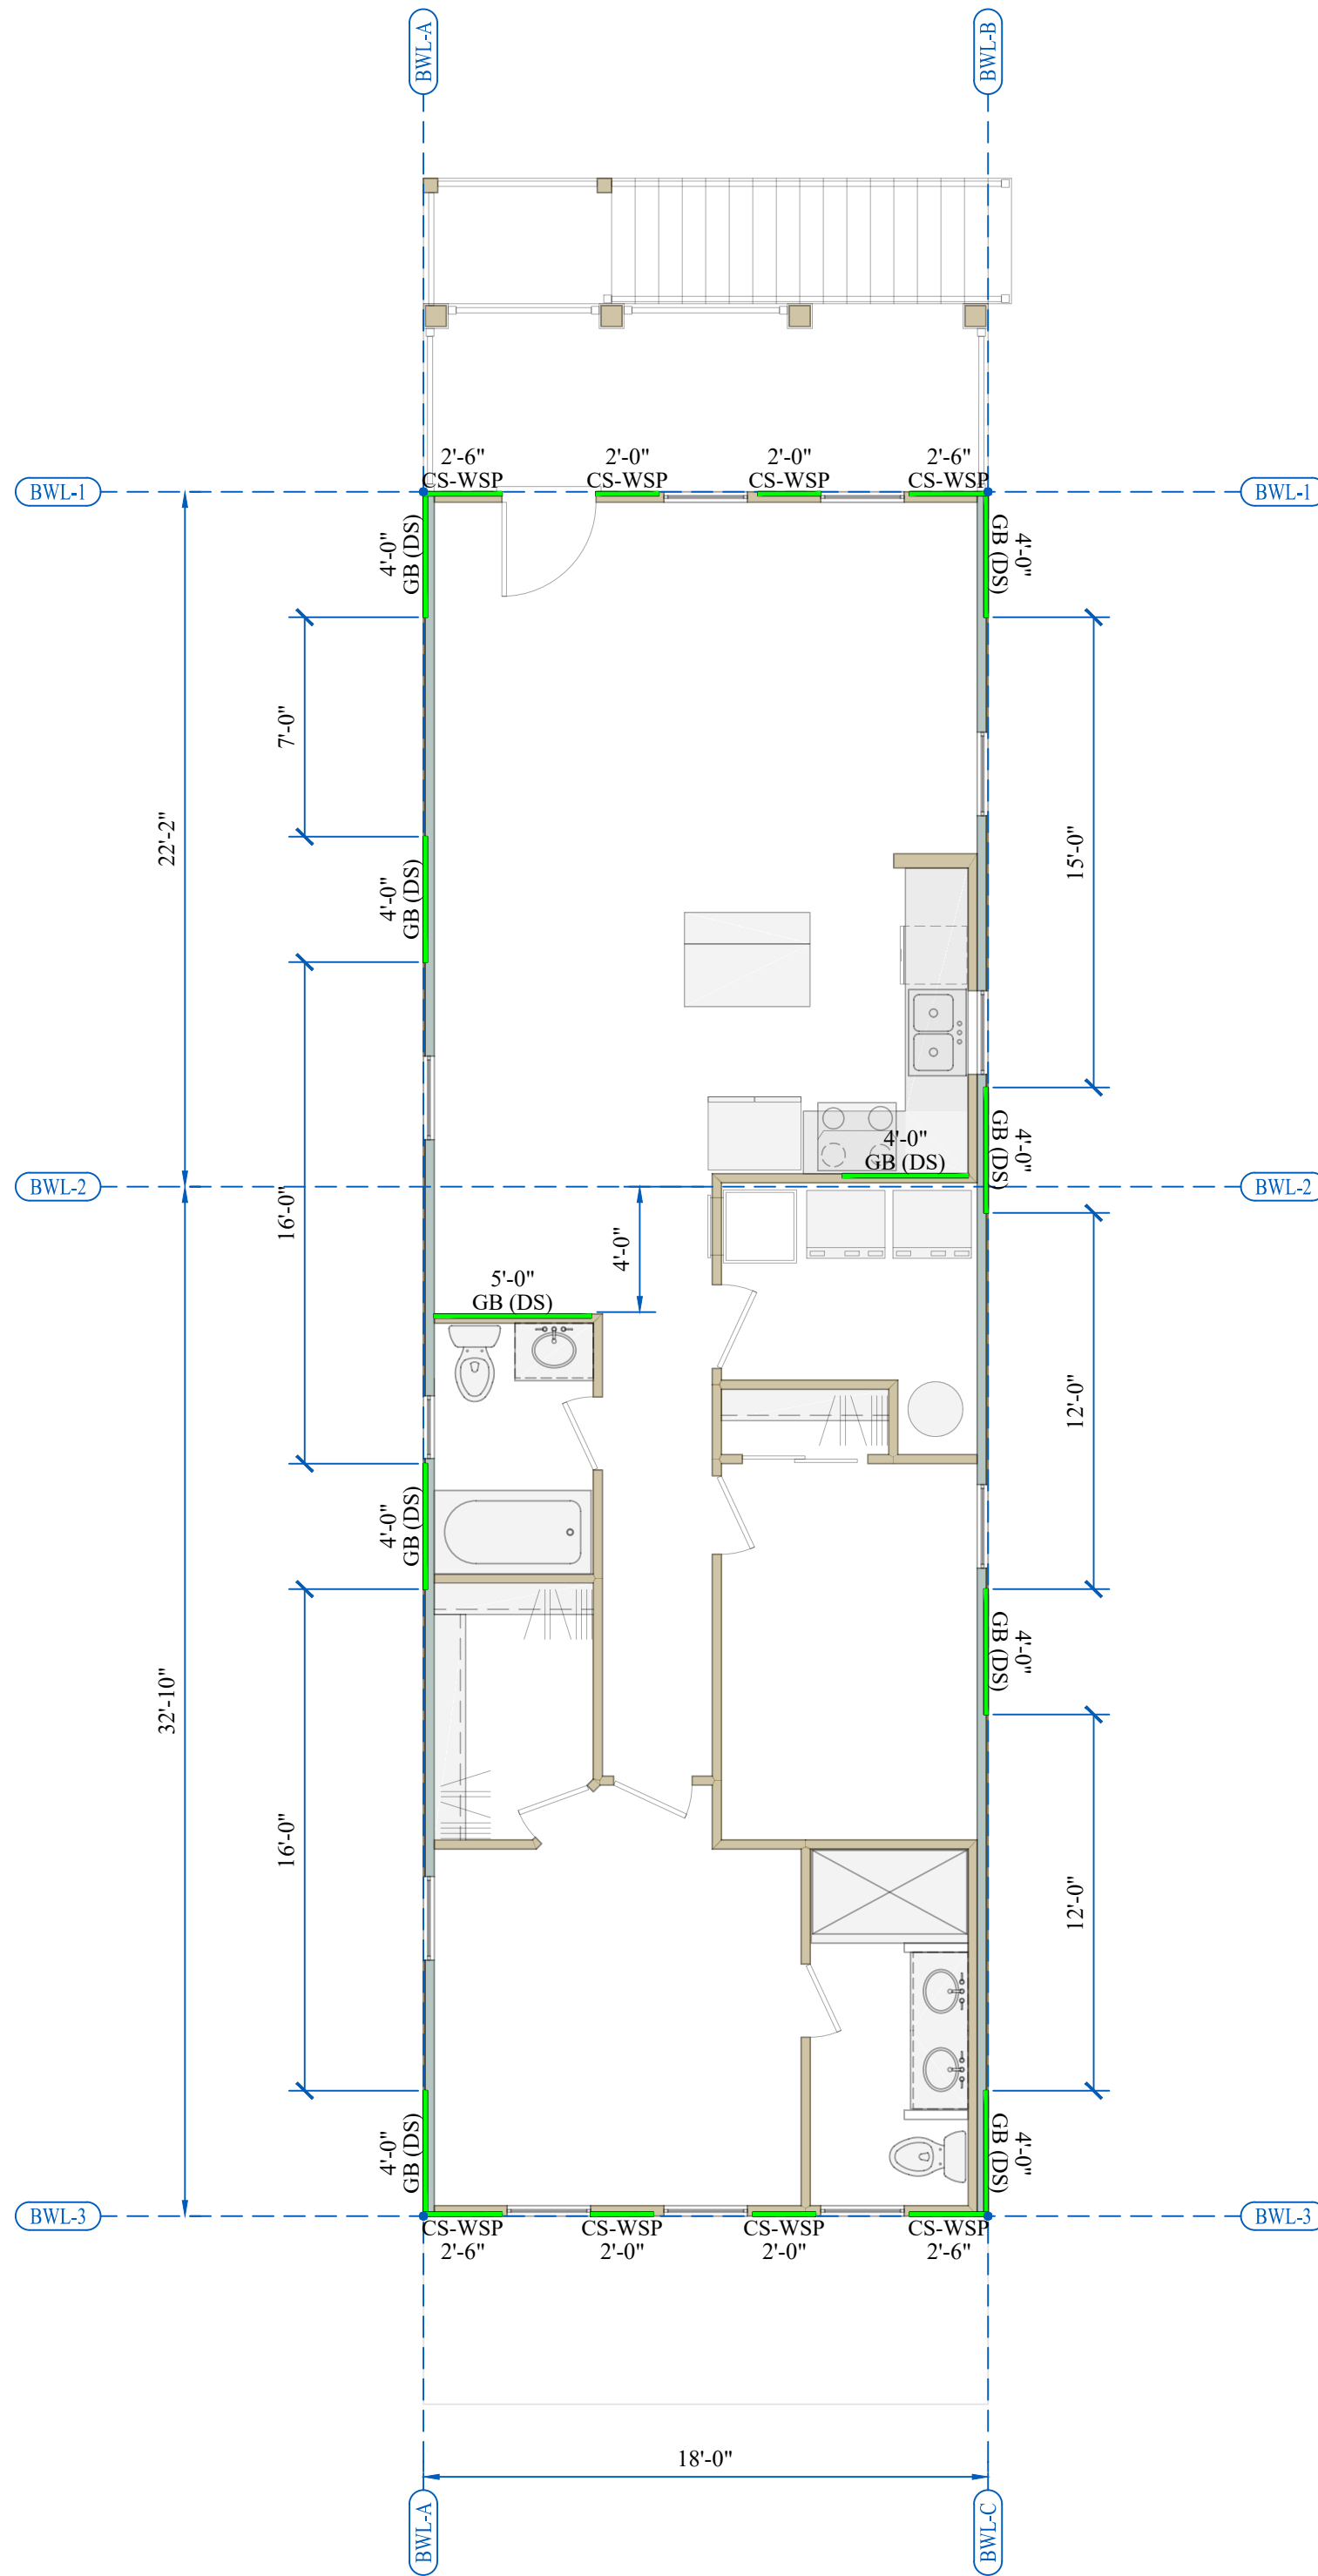 BWL-A
BWL-B
2'-6"
CS-WSP
2'-0"
CS-WSP
2'-0"
CS-WSP
2'-6"
CS-WSP
BWL-1
BWL-1
4'-0"
GB (DS)
4'-0"
GB (DS)
7'-0"
22'-2"
15'-0"
4'-0"
GB (DS)
4'-0"
GB (DS)
4'-0"
GB (DS)
BWL-2
BWL-2
16'-0"
4'-0"
5'-0"
GB (DS)
12'-0"
4'-0"
GB (DS)
4'-0"
GB (DS)
32'-10"
16'-0"
12'-0"
4'-0"
GB (DS)
4'-0"
GB (DS)
BWL-3
BWL-3
CS-WSP
2'-6"
CS-WSP
2'-0"
CS-WSP
2'-0"
CS-WSP
2'-6"
18'-0"
BWL-A
BWL-C